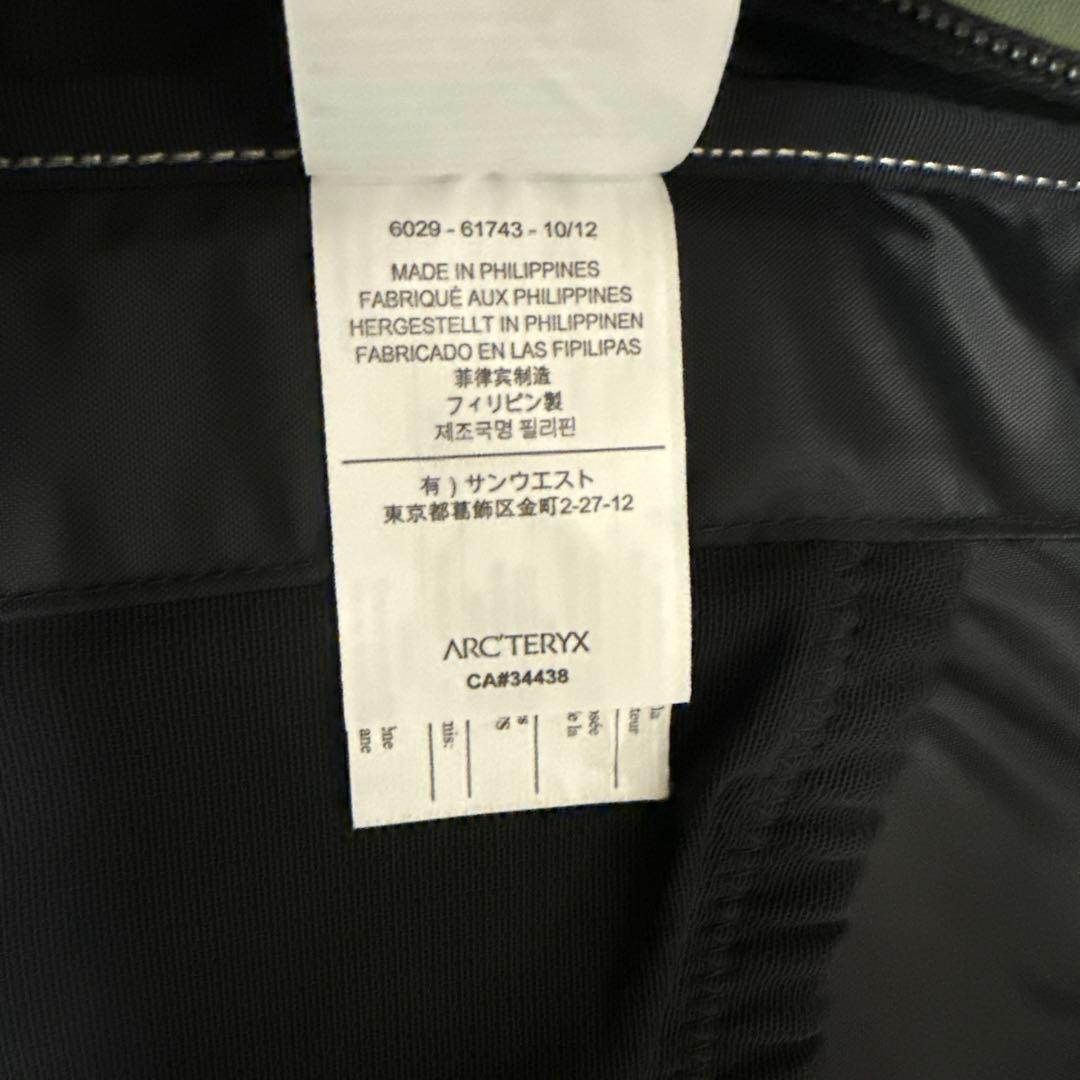 6029 - 61743 - 10/12
MADE IN PHILIPPINES
FABRIQUÉ AUX PHILIPPINES
HERGESTELLT IN PHILIPPINEN
FABRICADO EN LAS FIPILIPAS
菲律宾制造
フィリピン製
제조국명 필리핀
有）サンウエスト
東京都葛飾区金町2-27-12
ARC'TERYX
CA#34438